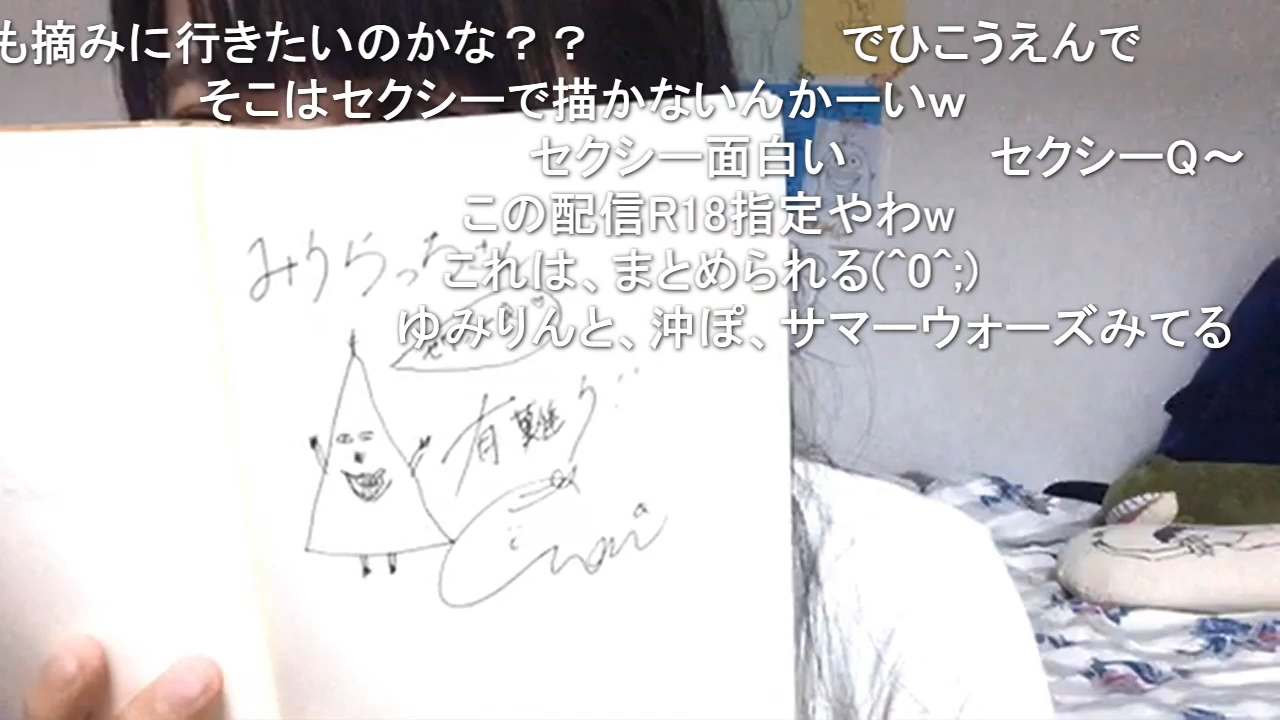 も摘みに行きたいのかな？？
でひこうえんで
そこはセクシーで描かないんかーいw
セクシー面白い
セクシーQ～
この配信R18指定やわw
みりらっちさん
これは、まとめられる(^0^;)
ゆみりんと、沖ぽ、サマーウォーズみてる
有難う